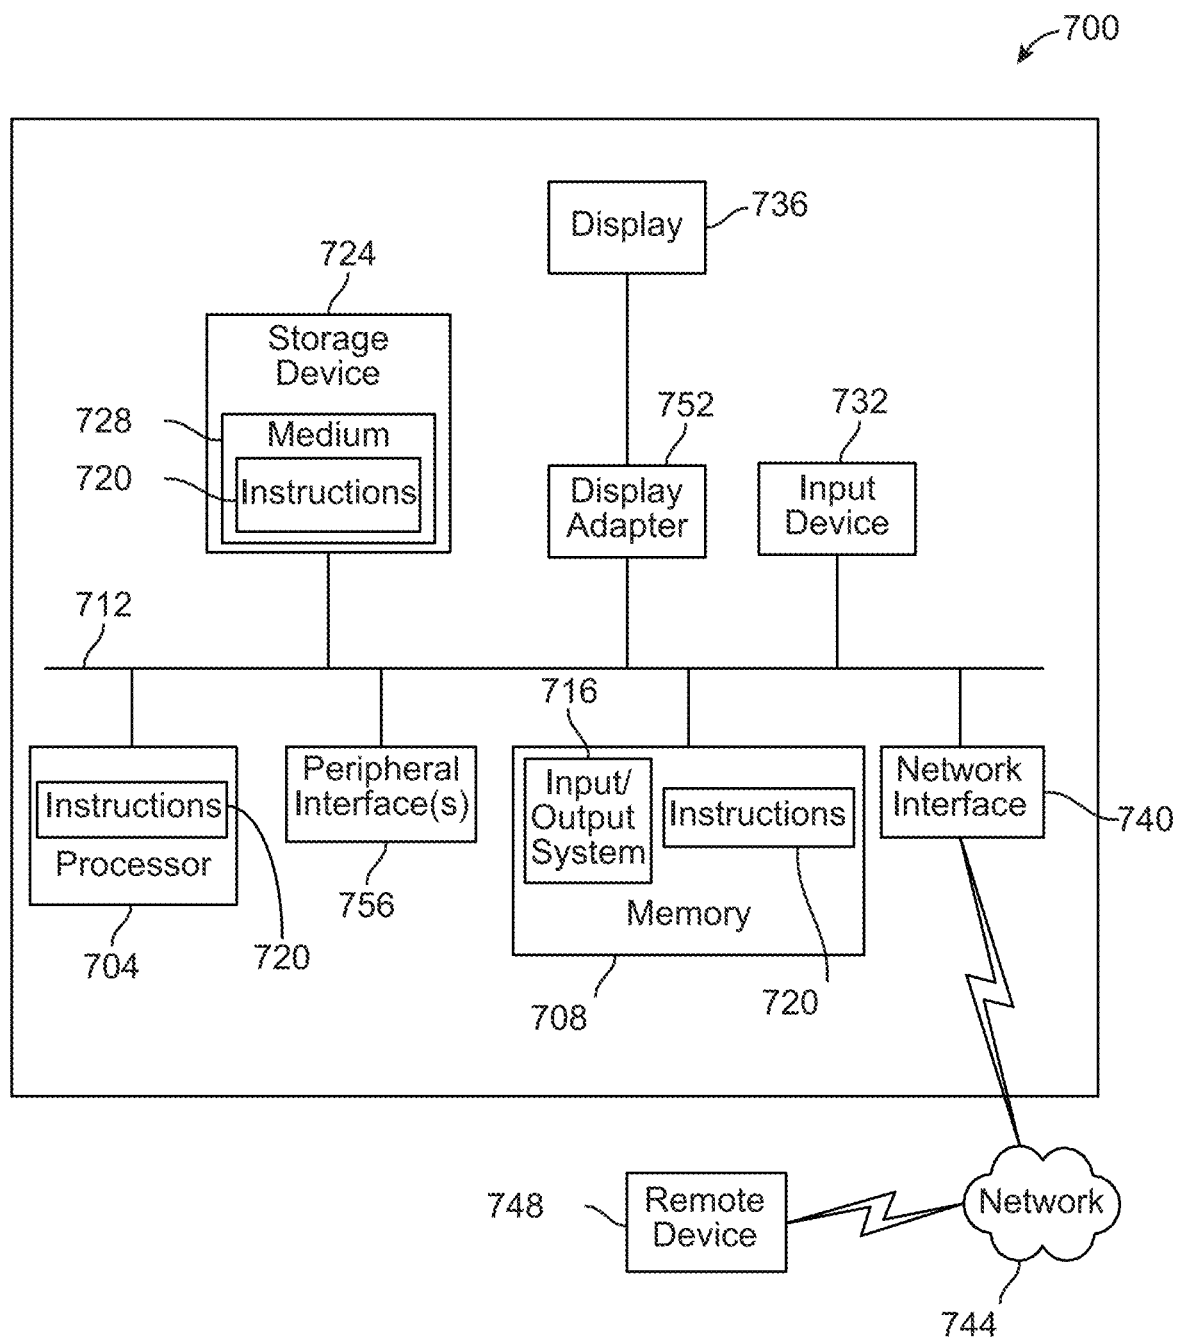 700
Display
736
724
Storage
Device
728
Medium
720
Instructions
752
Display
Adapter
732
Input
Device
712
716
Instructions
Processor
704
720
Peripheral
Interface(s)
756
Input/
Output
System
Instructions
Memory
708
720
Network
Interface
740
748
Remote
Device
Network
744